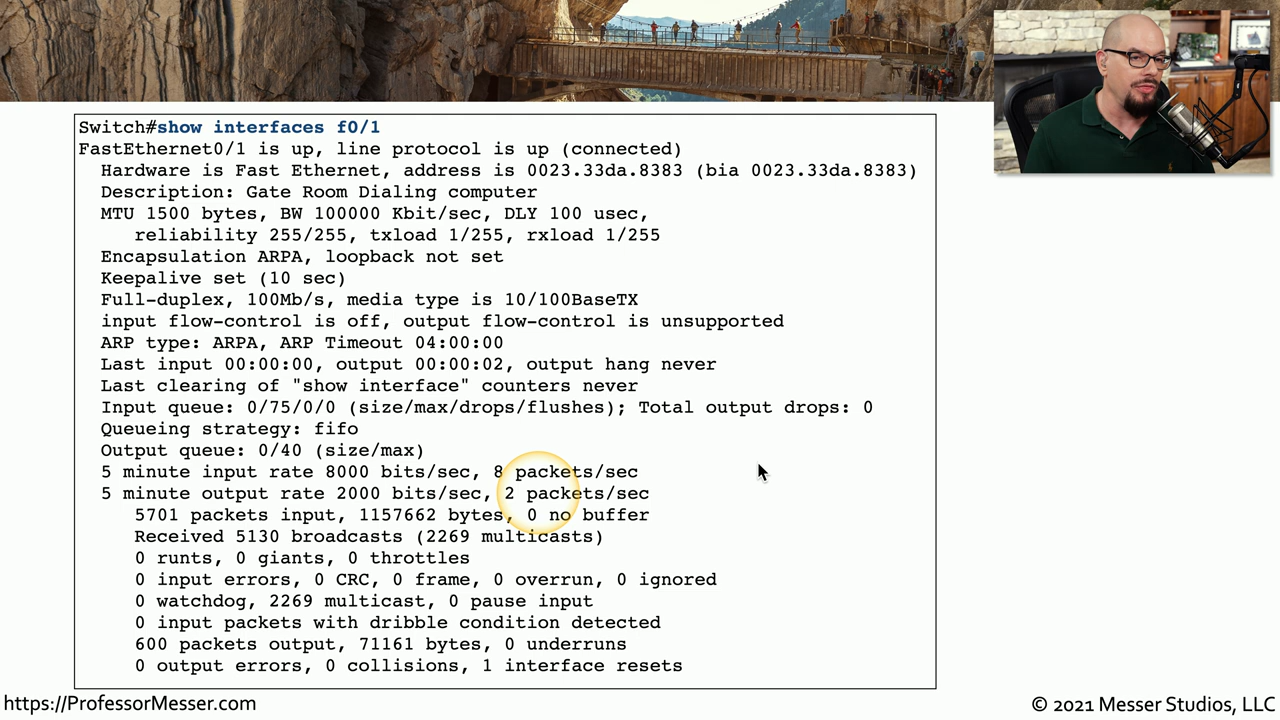 Switch#show interfaces f0/1
FastEthernet0/1 is up, line protocol is up (connected)
Hardware is Fast Ethernet, address is 0023.33da.8383 (bia 0023.33da.8383)
Description: Gate Room Dialing computer
MTU 1500 bytes, BW 100000 Kbit/sec, DLY 100 usec,
reliability 255/255, txload 1/255, rxload 1/255
Encapsulation ARPA, loopback not set
Keepalive set (10 sec)
Full-duplex, 100Mb/s, media type is 10/100BaseTX
input flow-control is off, output flow-control is unsupported
ARP type: ARPA, ARP Timeout 04:00:00
Last input 00:00:00, output 00:00:02, output hang never
Last clearing of "show interface" counters never
Input queue: 0/75/0/0 (size/max/drops/flushes); Total output drops: 0
Queueing strategy: fifo
Output queue: 0/40 (size/max)
5 minute input rate 8000 bits/sec, 8 packets/sec
5 minute output rate 2000 bits/sec, 2 packets/sec
5701 packets input, 1157662 bytes, 0 no buffer
Received 5130 broadcasts (2269 multicasts)
0 runts, 0 giants, 0 throttles
0 input errors, 0 CRC, 0 frame, 0 overrun, 0 ignored
0 watchdog, 2269 multicast, 0 pause input
0 input packets with dribble condition detected
600 packets output, 71161 bytes, 0 underruns
0 output errors, 0 collisions, 1 interface resets
https://ProfessorMesser.com
© 2021 Messer Studios, LLC